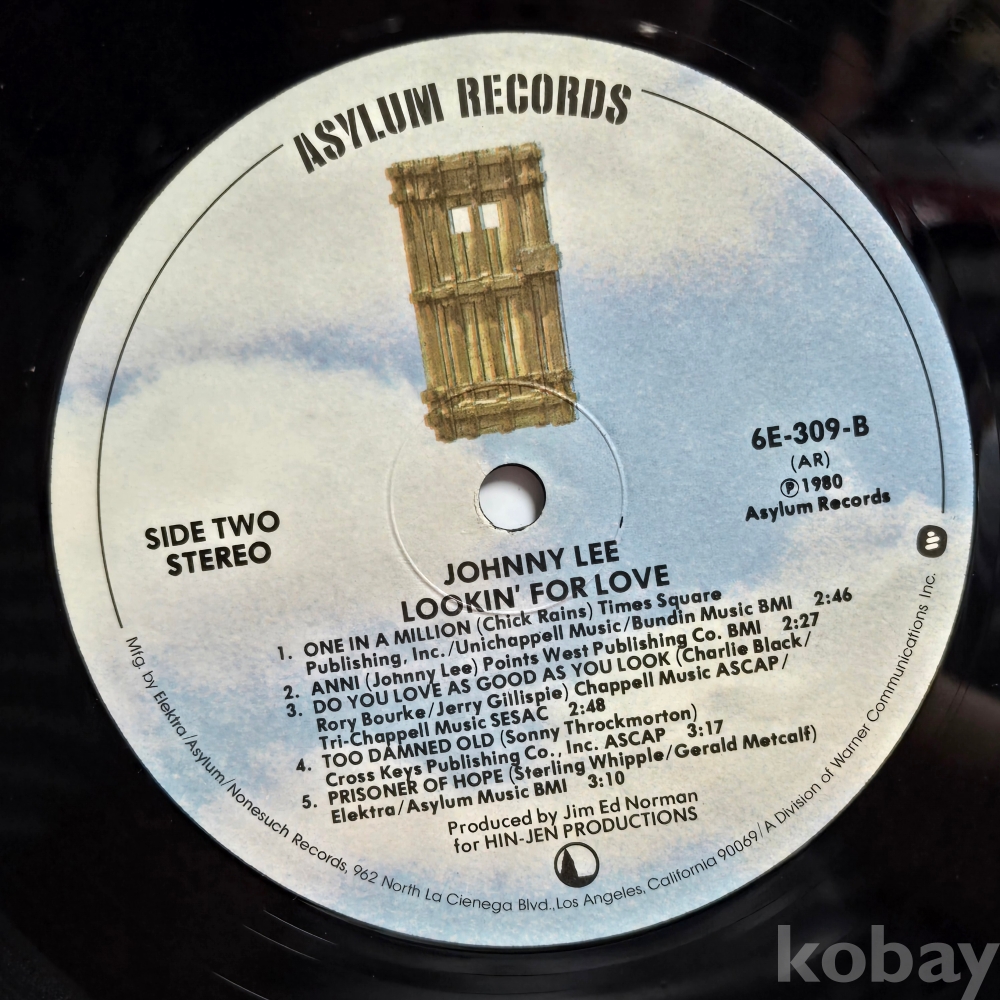 ASYLUM RECORDS
6E-309-B
(AR)
Ⓟ1980
Asylum Records
SIDE TWO
STEREO
JOHNNY LEE
LOOKIN' FOR LOVE
1. ONE IN A MILLION (Chick Rains) Times Square
Publishing, Inc./Unichappell Music/Bundin Music BMI 2:46
2. ANNI (Johnny Lee) Points West Publishing Co. BMI 2:27
3. DO YOU LOVE AS GOOD AS YOU LOOK (Charlie Black/
Rory Bourke/Jerry Gillispie) Chappell Music ASCAP/
Tri-Chappell Music SESAC 2:48
4. TOO DAMNED OLD (Sonny Throckmorton)
Cross Keys Publishing Co., Inc. ASCAP 3:17
5. PRISONER OF HOPE (Sterling Whipple/Gerald Metcalf)
Elektra/Asylum Music BMI 3:10
Produced by Jim Ed Norman
for HIN-JEN PRODUCTIONS
Mfg. by Elektra/Asylum/Nonesuch Records, 962 North La Cienega Blvd., Los Angeles, California 90069/A Division of Warner Communications Inc.
kobay